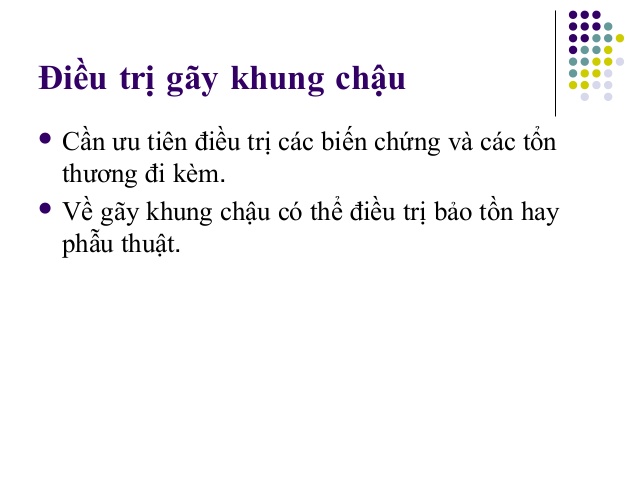 Điều trị gãy khung chậu
Cần ưu tiên điều trị các biến chứng và các tổn
thương đi kèm.
Về gãy khung chậu có thể điều trị bảo tồn hay
phẫu thuật.